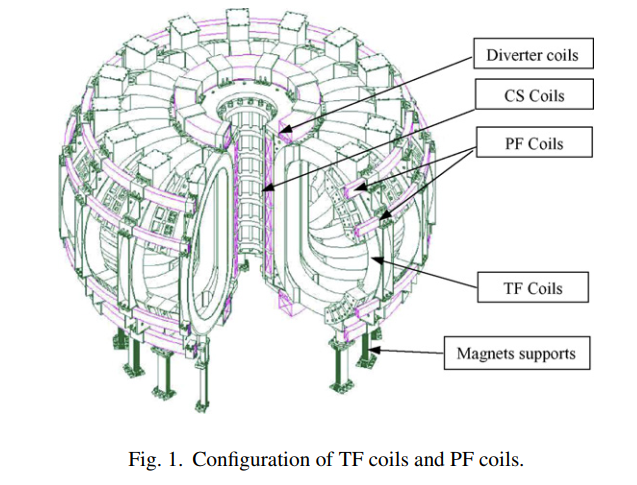 Diverter coils
CS Coils
PF Coils
TF Coils
Magnets supports
Fig. 1. Configuration of TF coils and PF coils.